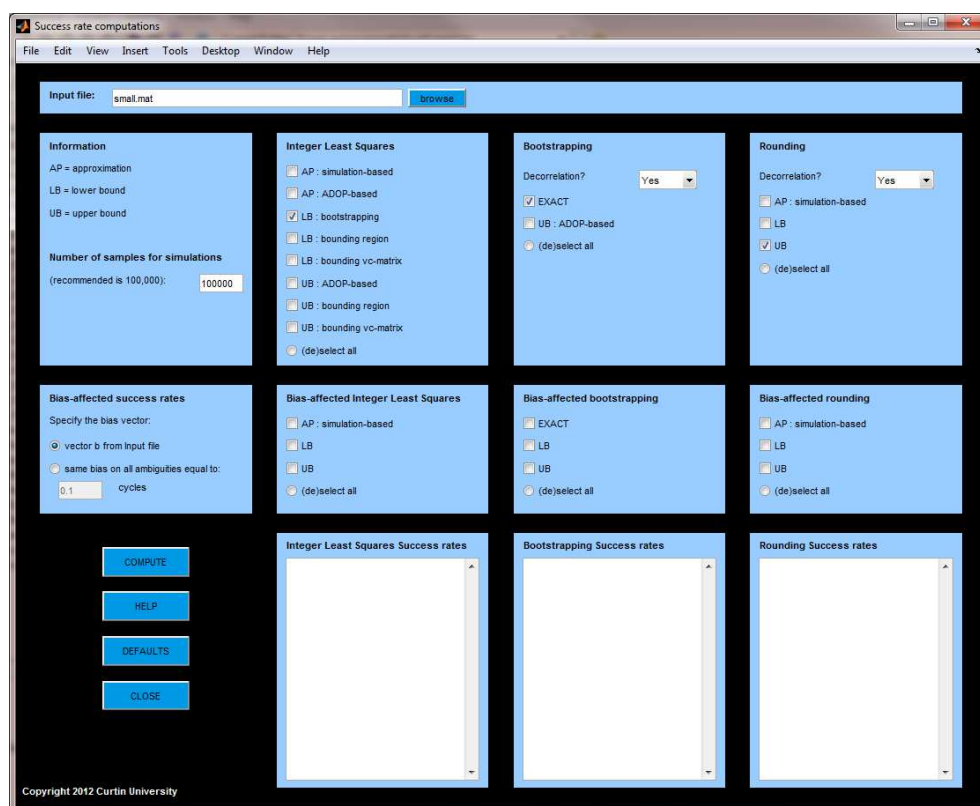 Success rate computations
File Edit View Insert Tools Desktop Window Help
Input file: small.mat browse
Information
AP = approximation
LB = lower bound
UB = upper bound
Number of samples for simulations
(recommended is 100,000): 100000
Integer Least Squares
AP : simulation-based
AP : ADOP-based
LB : bootstrapping
LB : bounding region
LB : bounding vc-matrix
UB : ADOP-based
UB : bounding region
UB : bounding vc-matrix
(de)select all
Bootstrapping
Decorrelation? Yes
EXACT
UB : ADOP-based
(de)select all
Rounding
Decorrelation? Yes
AP : simulation-based
LB
UB
(de)select all
Bias-affected success rates
Specify the bias vector:
vector b from Input file
same bias on all ambiguities equal to:
0.1 cycles
Bias-affected Integer Least Squares
AP : simulation-based
LB
UB
(de)select all
Bias-affected bootstrapping
EXACT
LB
UB
(de)select all
Bias-affected rounding
AP : simulation-based
LB
UB
(de)select all
COMPUTE
HELP
DEFAULTS
CLOSE
Integer Least Squares Success rates
Bootstrapping Success rates
Rounding Success rates
Copyright 2012 Curtin University